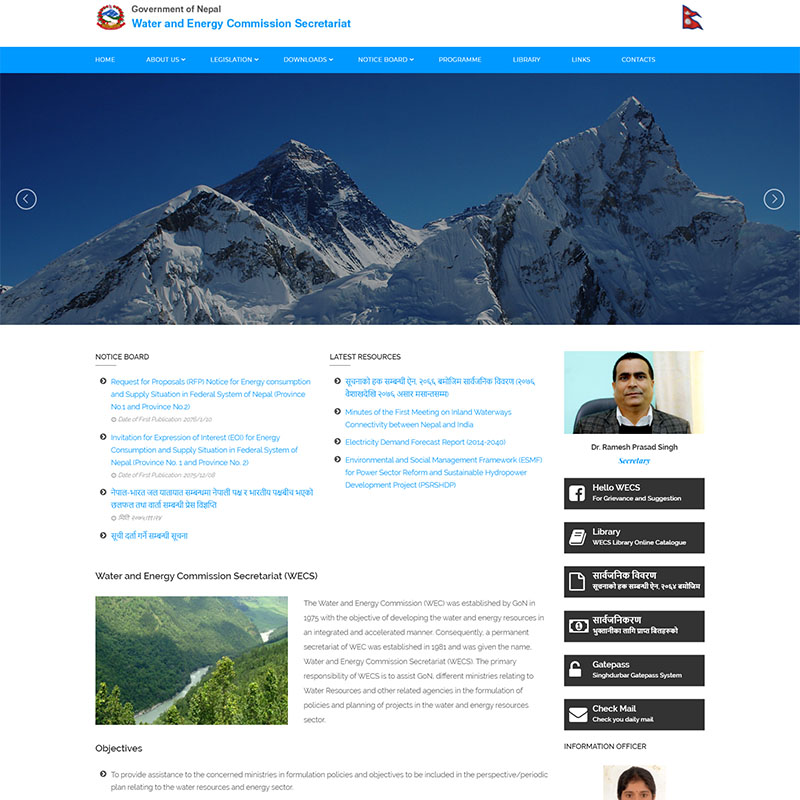 Government of Nepal
Water and Energy Commission Secretariat
HOME ABOUT US LEGISLATION DOWNLOADS NOTICE BOARD PROGRAMME LIBRARY LINKS CONTACTS
NOTICE BOARD
Request for Proposals (RFP) Notice for Energy consumption
and Supply Situation in Federal System of Nepal (Province
No.1 and Province No.2)
Date of First Publication: 2076/1/10
Invitation for Expression of Interest (EOI) for Energy
Consumption and Supply Situation in Federal System of
Nepal (Province No. 1 and Province No. 2)
Date of First Publication: 2075/12/08
नेपाल-भारत जल यातायात सम्बन्धमा नेपाली पक्ष र भारतीय पक्षबीच भएको
छलफल तथा वार्ता सम्बन्धी प्रेस विज्ञप्ति
मिति:
सूची दर्ता गर्ने सम्बन्धी सूचना
LATEST RESOURCES
सूचनाको हक सम्बन्धी ऐन, २०६६ बमोजिम सार्वजनिक विवरण (२०७६
वैशाखदेखि २०७६ असार मसान्तसम्म)
Minutes of the First Meeting on Inland Waterways
Connectivity between Nepal and India
Electricity Demand Forecast Report (2014-2040)
Environmental and Social Management Framework (ESMF)
for Power Sector Reform and Sustainable Hydropower
Development Project (PSRSHDP)
Dr. Ramesh Prasad Singh
Secretary
Hello WECS
For Grievance and Suggestion
Library
WECS Library Online Catalogue
सार्वजनिक विवरण
सूचनाको हक सम्बन्धी ऐन, २०६४ बमोजिम
सार्वजनिकरण
भुक्तानीका लागि प्राप्त बिलहरुको
Gatepass
Singhdurbar Gatepass System
Check Mail
Check you daily mail
INFORMATION OFFICER
Water and Energy Commission Secretariat (WECS)
The Water and Energy Commission (WEC) was established by GoN in
1975 with the objective of developing the water and energy resources in
an integrated and accelerated manner. Consequently, a permanent
secretariat of WEC was established in 1981 and was given the name,
Water and Energy Commission Secretariat (WECS). The primary
responsibility of WECS is to assist GoN, different ministries relating to
Water Resources and other related agencies in the formulation of
policies and planning of projects in the water and energy resources
sector.
Objectives
To provide assistance to the concerned ministries in formulation policies and objectives to be included in the perspective/periodic
plan relating to the water resources and energy sector.